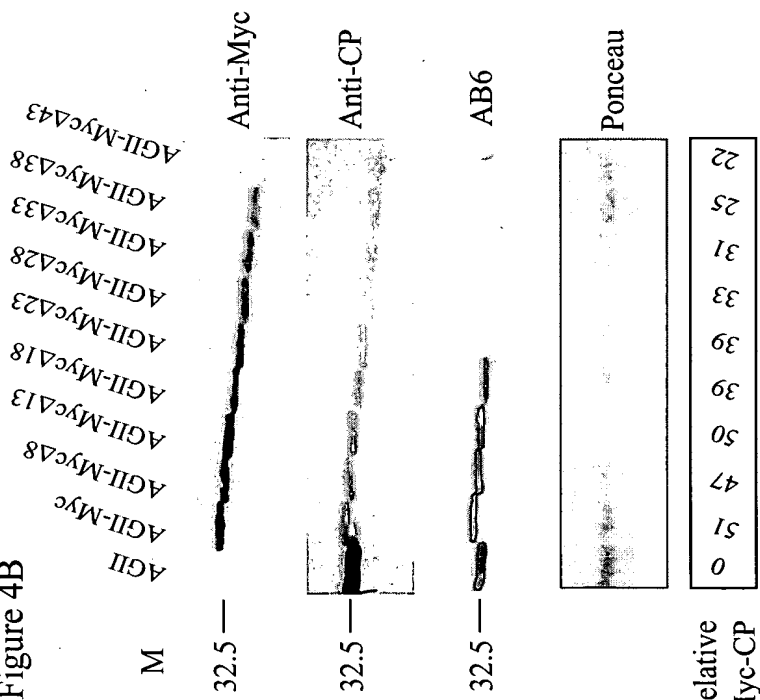 Figure 4B
M
AGII
AGII-Myc
AGII-MycΔ8
AGII-MycΔ13
AGII-MycΔ18
AGII-MycΔ23
AGII-MycΔ28
AGII-MycΔ33
AGII-MycΔ38
AGII-MycΔ43
32.5 — Anti-Myc
32.5 — Anti-CP
32.5 — AB6
Ponceau
elative
Myc-CP
0 51 47 50 39 39 33 31 25 22